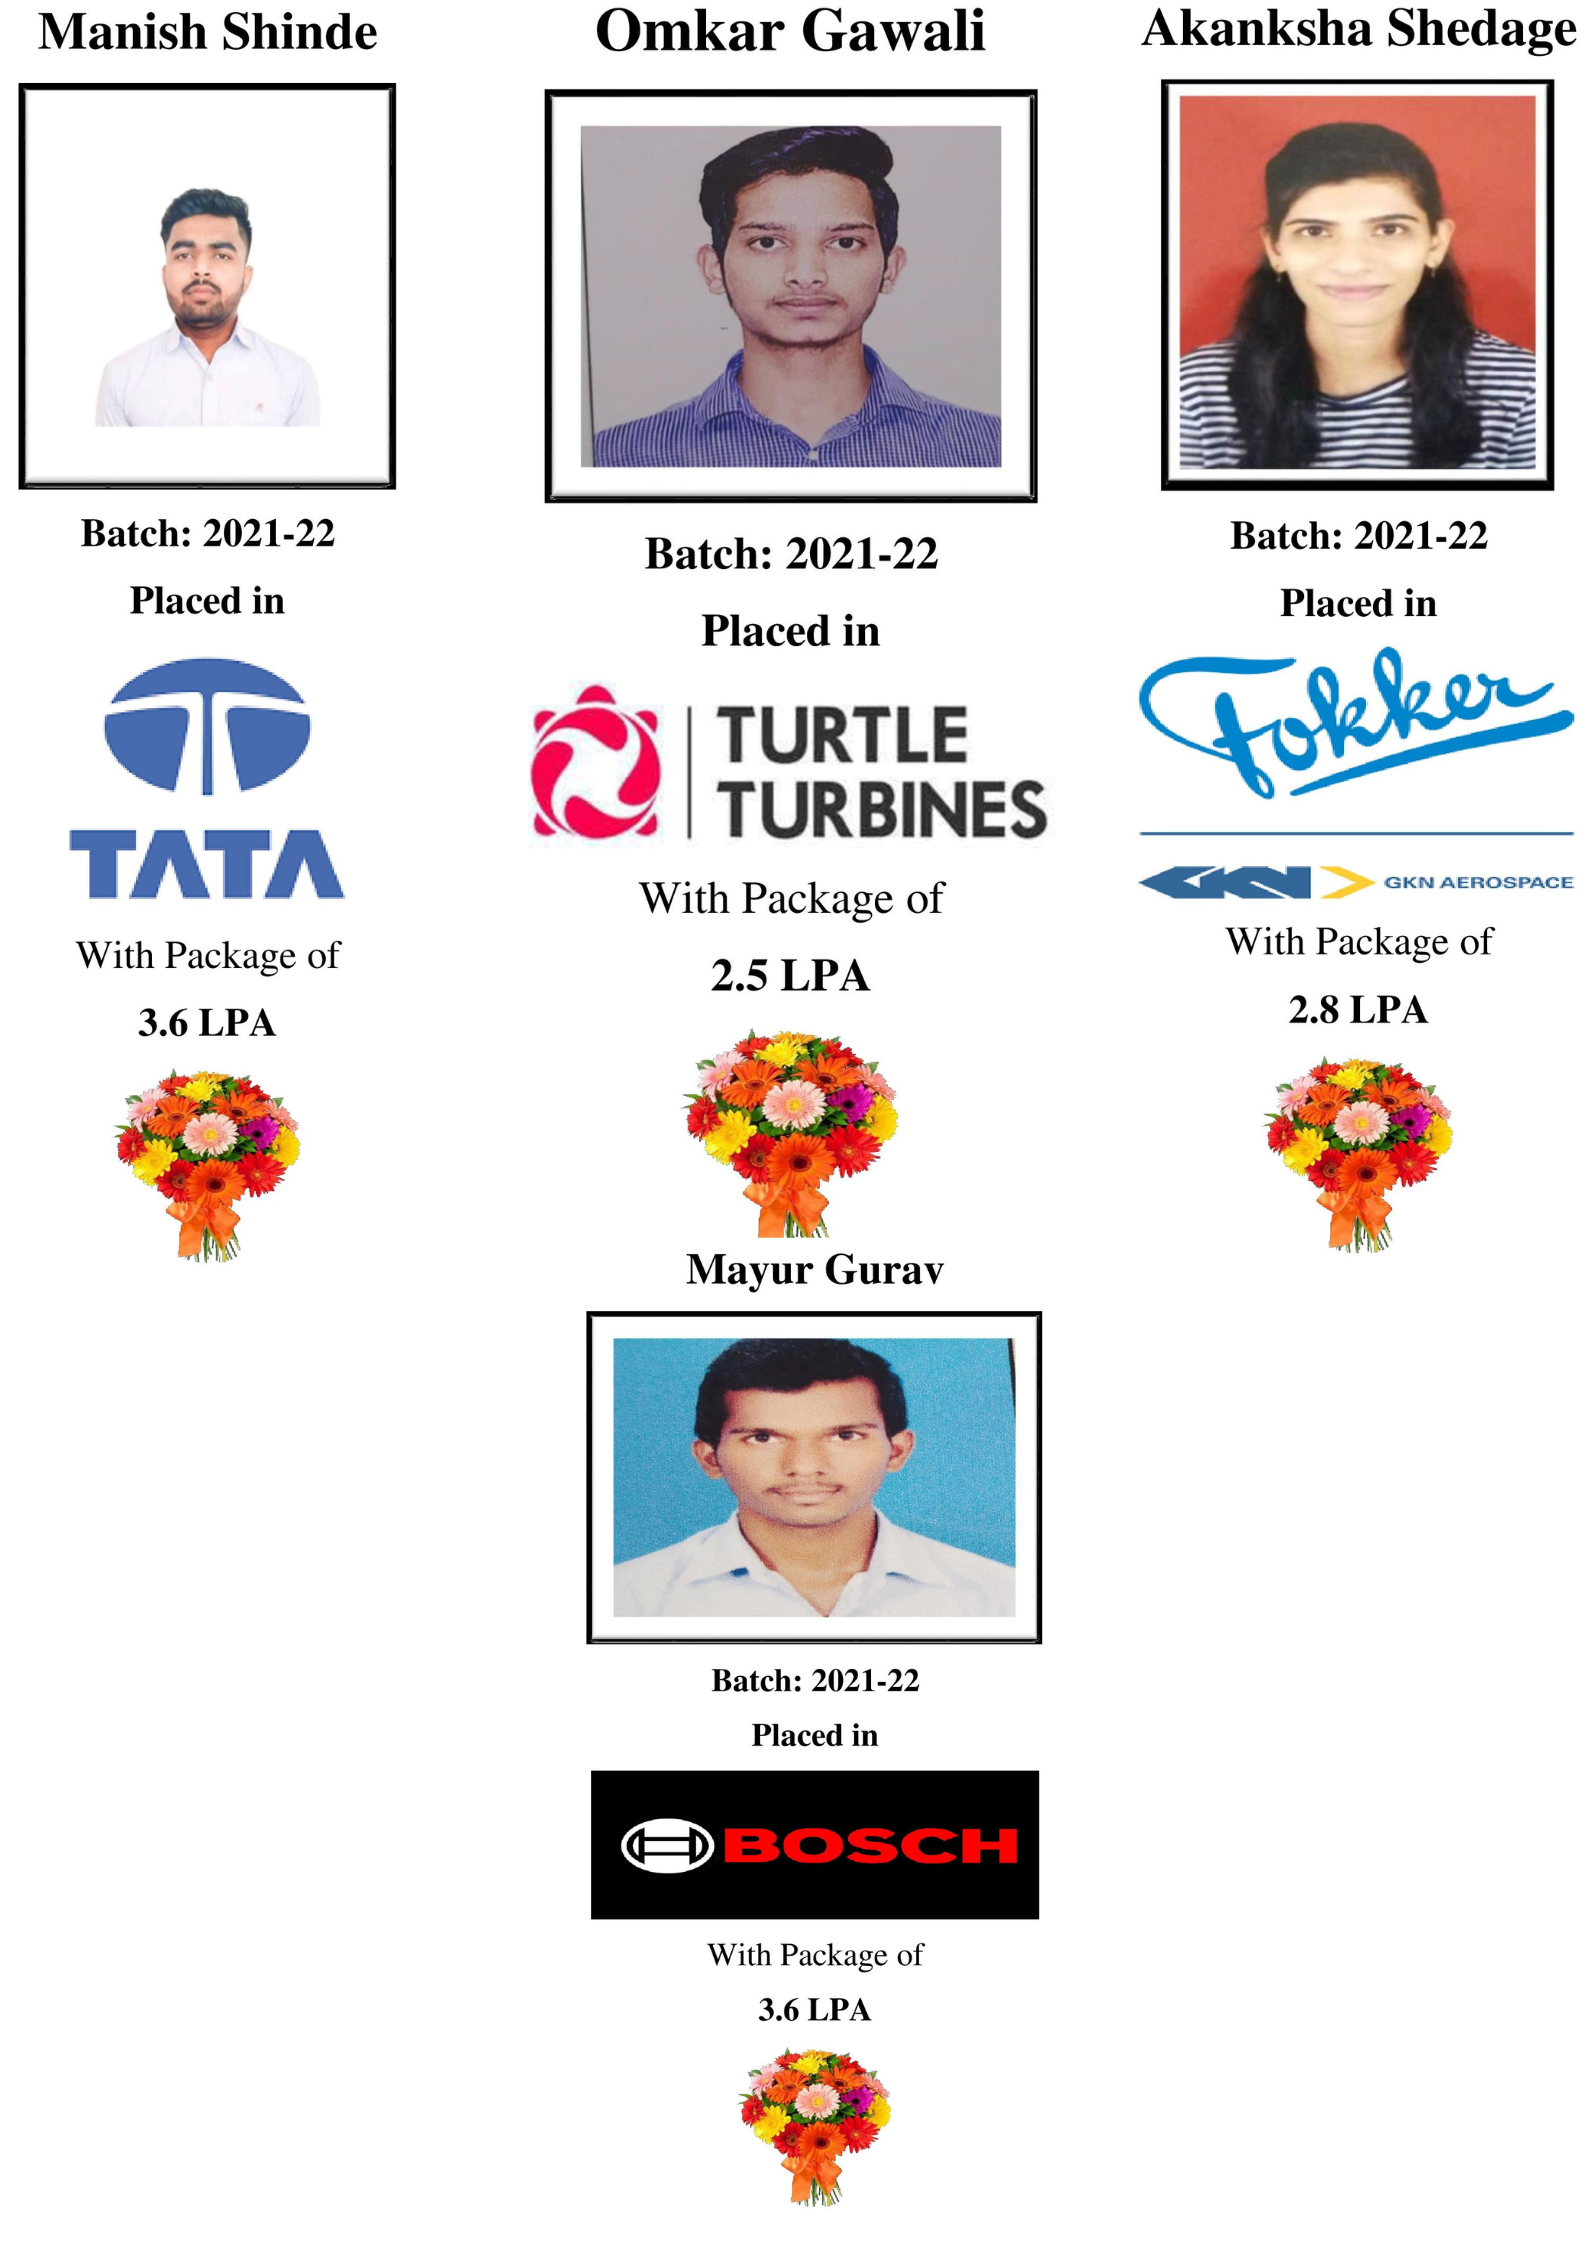 Manish Shinde
Batch: 2021-22
Placed in
TATA
With Package of
3.6 LPA
Omkar Gawali
Batch: 2021-22
Placed in
TURTLE
TURBINES
With Package of
2.5 LPA
Akanksha Shedage
Batch: 2021-22
Placed in
Fokker
GKN GKN AEROSPACE
With Package of
2.8 LPA
Mayur Gurav
Batch: 2021-22
Placed in
BOSCH
With Package of
3.6 LPA